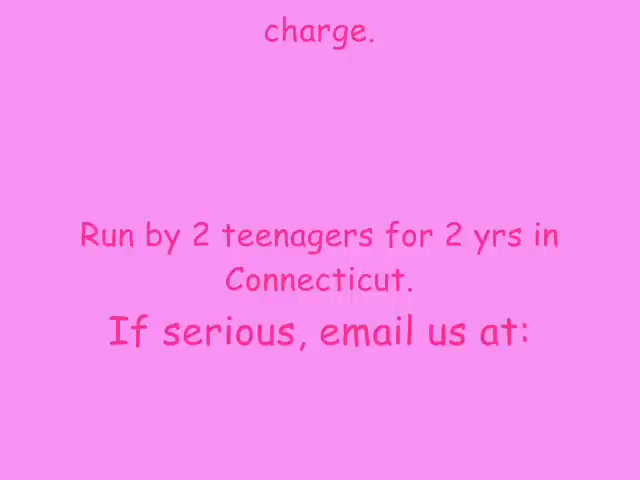 charge.
Run by 2 teenagers for 2 yrs in
Connecticut.
If serious, email us at: